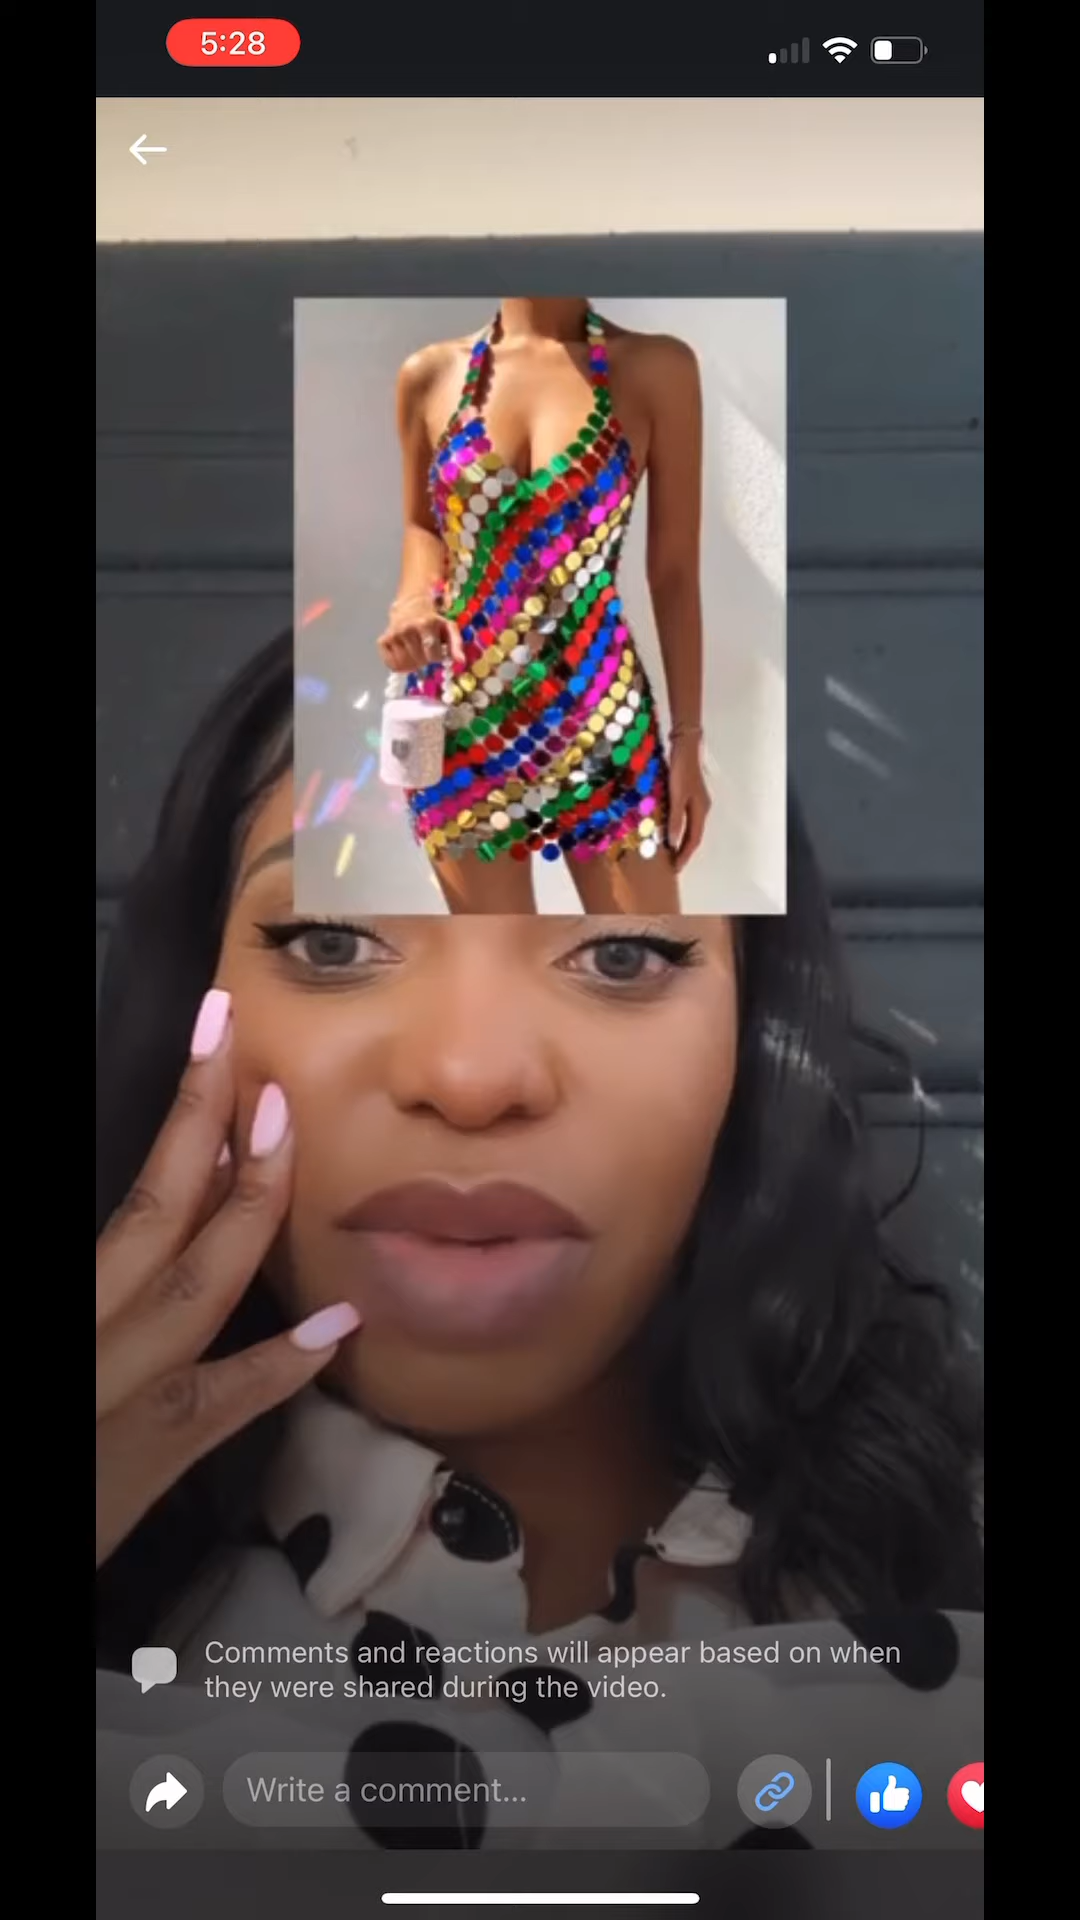 5:28
Comments and reactions will appear based on when
they were shared during the video.
Write a comment...